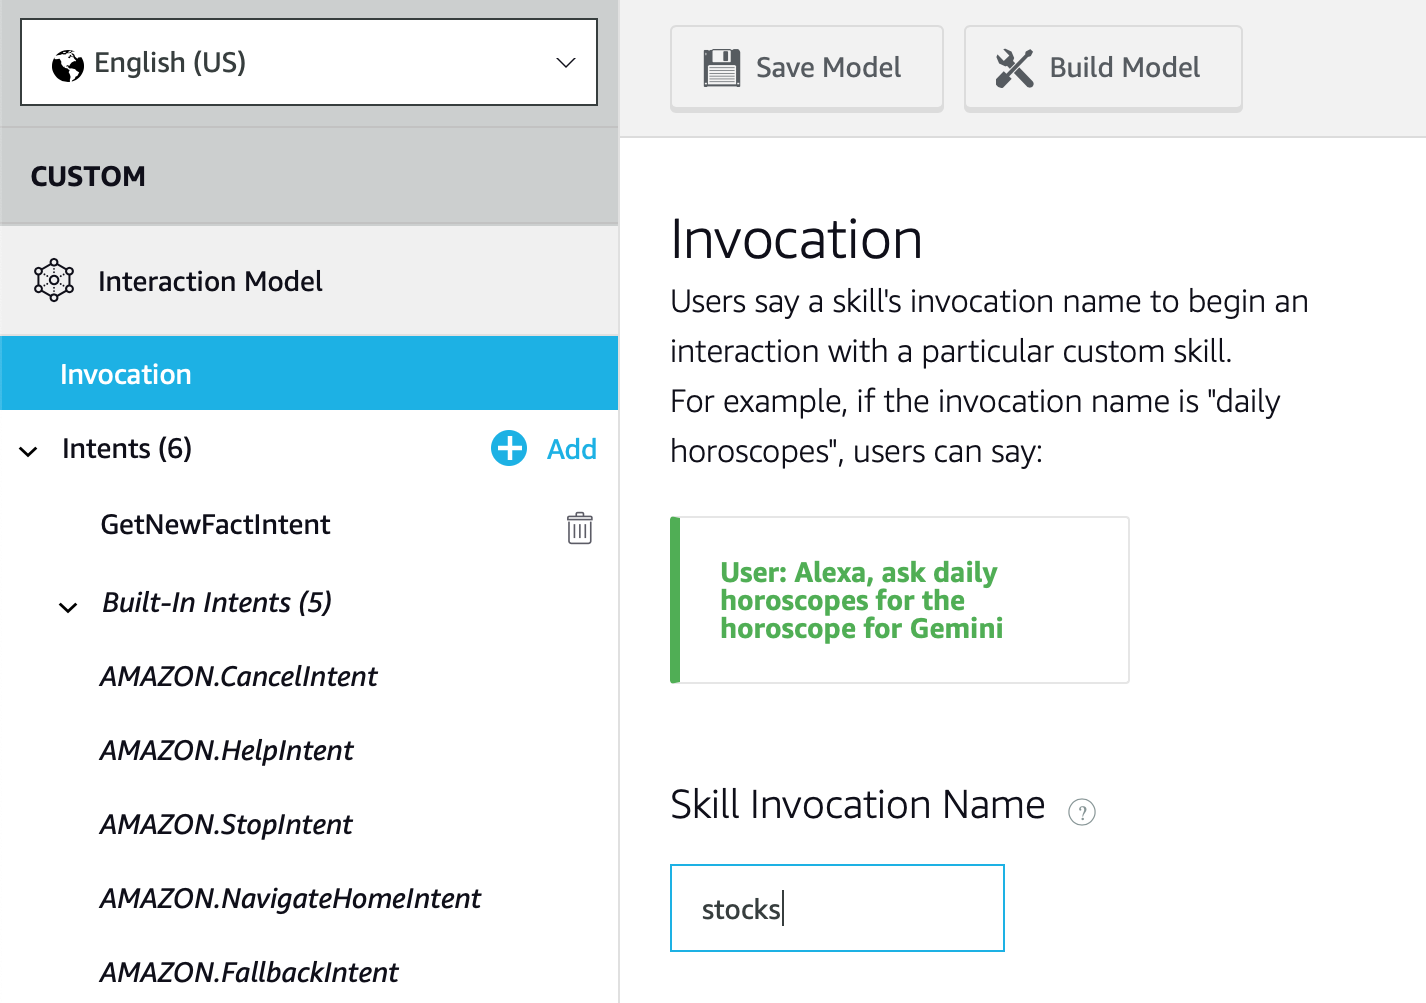 English (US)
CUSTOM
Interaction Model
Invocation
Intents (6)
Add
GetNewFactIntent
Built-In Intents (5)
AMAZON.CancelIntent
AMAZON.HelpIntent
AMAZON.StopIntent
AMAZON.NavigateHomeIntent
AMAZON.FallbackIntent
Save Model
Build Model
Invocation
Users say a skill's invocation name to begin an
interaction with a particular custom skill.
For example, if the invocation name is "daily
horoscopes", users can say:
User: Alexa, ask daily
horoscopes for the
horoscope for Gemini
Skill Invocation Name ?
stocks